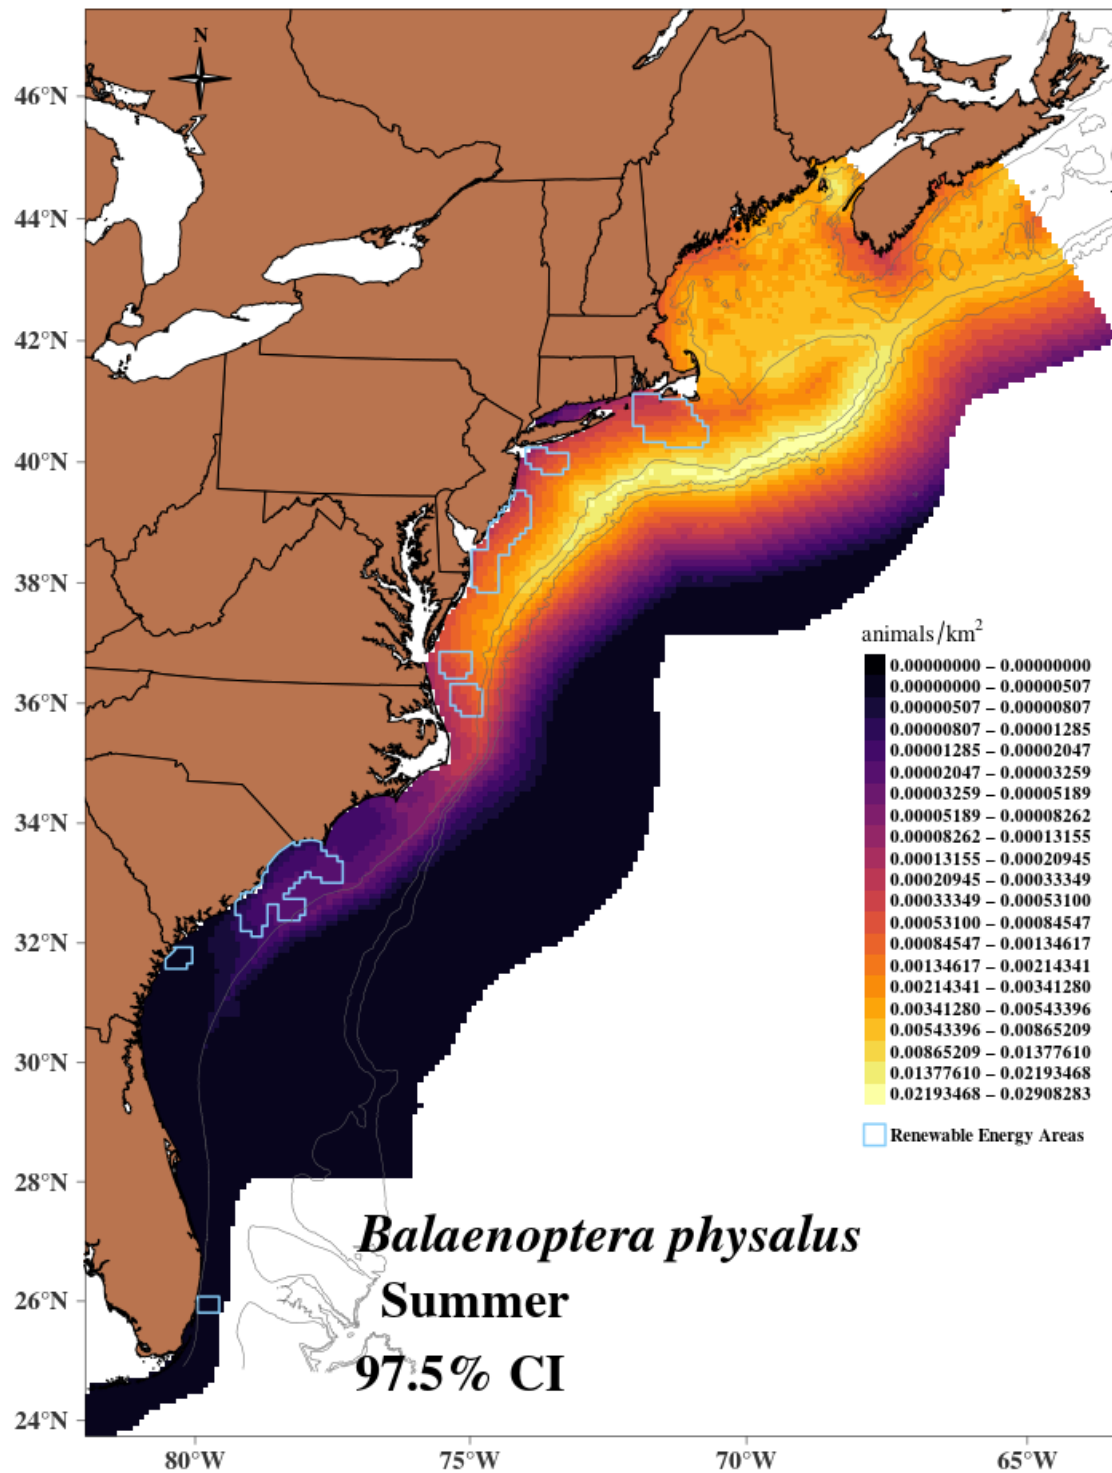 N
46°N
44°N
42°N
40°N
38°N
36°N
34°N
32°N
30°N
28°N
26°N
24°N
80°W
75°W
70°W
65°W
animals/km²
0.00000000 – 0.00000000
0.00000000 – 0.00000507
0.00000507 – 0.00000807
0.00000807 – 0.00001285
0.00001285 – 0.00002047
0.00002047 – 0.00003259
0.00003259 – 0.00005189
0.00005189 – 0.00008262
0.00008262 – 0.00013155
0.00013155 – 0.00020945
0.00020945 – 0.00033349
0.00033349 – 0.00053100
0.00053100 – 0.00084547
0.00084547 – 0.00134617
0.00134617 – 0.00214341
0.00214341 – 0.00341280
0.00341280 – 0.00543396
0.00543396 – 0.00865209
0.00865209 – 0.01377610
0.01377610 – 0.02193468
0.02193468 – 0.02908283
Renewable Energy Areas
Balaenoptera physalus
Summer
97.5% CI